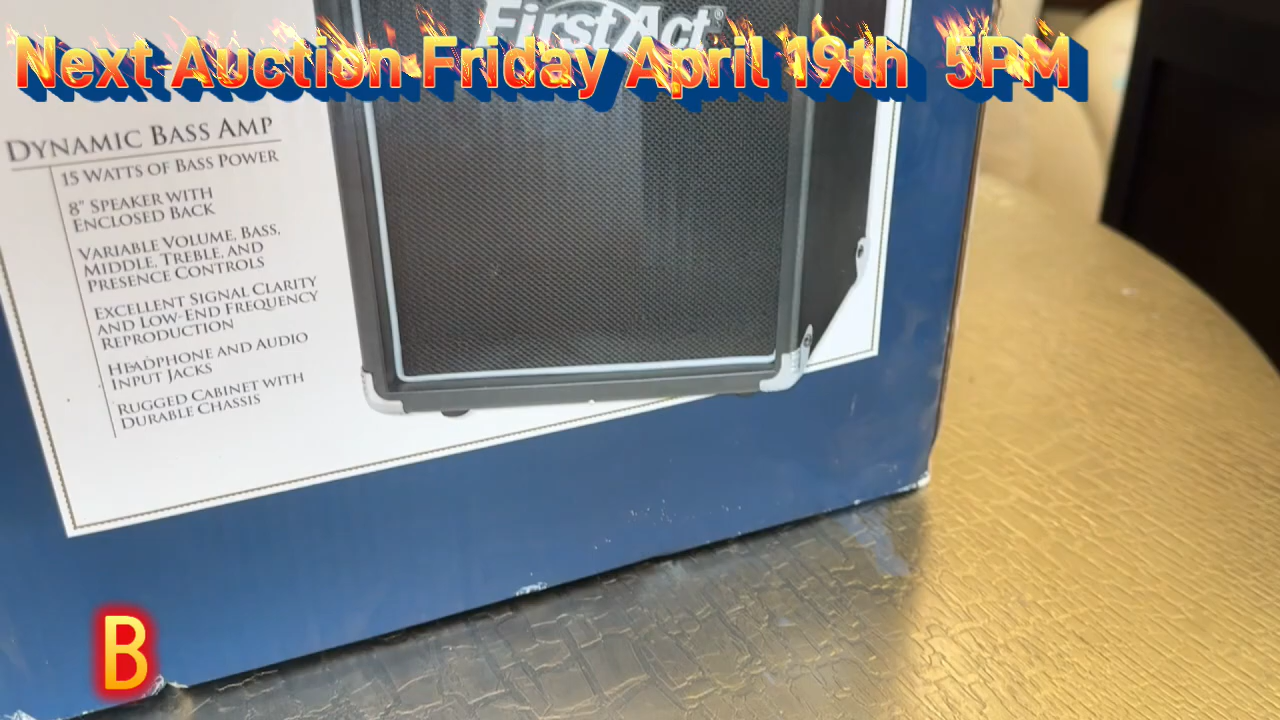 FirstAct®
Next Auction Friday April 19th 5PM
DYNAMIC BASS AMP
15 WATTS OF BASS POWER
8" SPEAKER WITH
ENCLOSED BACK
VARIABLE VOLUME, BASS,
MIDDLE, TREBLE, AND
PRESENCE CONTROLS
EXCELLENT SIGNAL CLARITY
AND LOW-END FREQUENCY
REPRODUCTION
HEADPHONE AND AUDIO
INPUT JACKS
RUGGED CABINET WITH
DURABLE CHASSIS
B